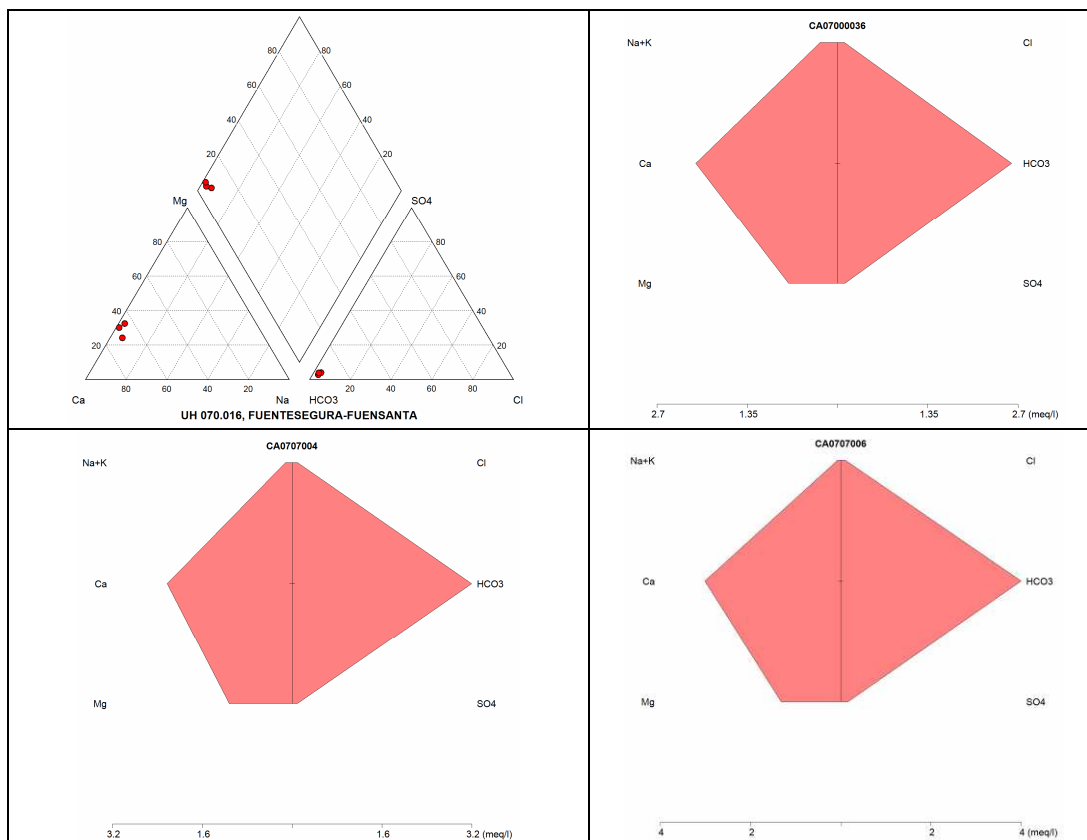 80 80
60 60
40 40
20 20
Mg SO4
80 80
60 60
40 40
20 20
80 60 40 20 20 40 60 80
Ca Na HCO3 Cl
UH 070.016, FUENTESEGURA-FUENSANTA
CA07000036
Na+K Cl
Ca HCO3
Mg SO4
2.7 1.35 1.35 2.7 (meq/l)
CA0707004
Na+K Cl
Ca HCO3
Mg SO4
3.2 1.6 1.6 3.2 (meq/l)
CA0707006
Na+K Cl
Ca HCO3
Mg SO4
4 2 2 4 (meq/l)